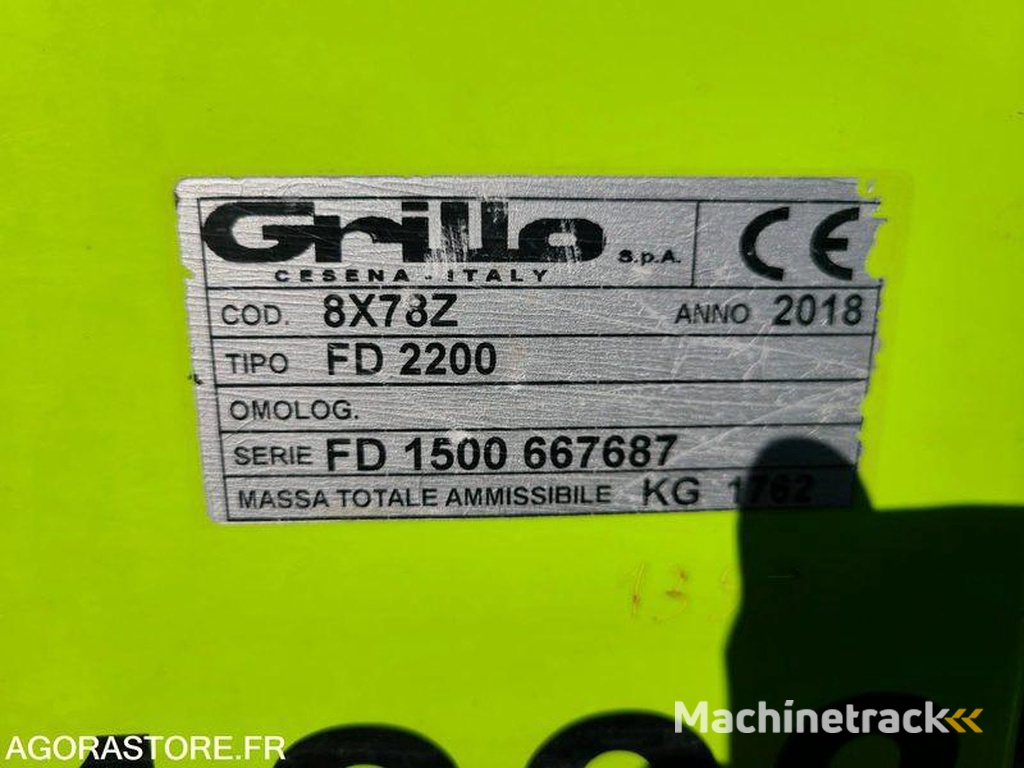 Grillo S.p.A. CE
CESENA - ITALY
COD. 8X78Z ANNO 2018
TIPO FD 2200
OMOLOG.
SERIE FD 1500 667687
MASSA TOTALE AMMISSIBILE KG 1762
Machinetrack
AGORASTORE.FR